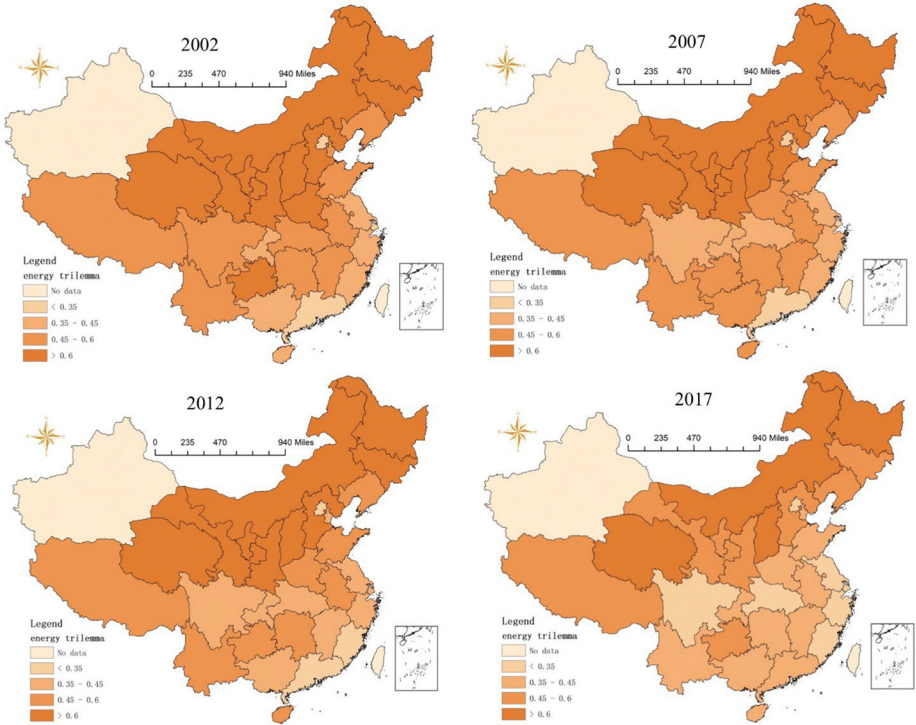 2002
0 235 470 940 Miles
Legend
energy trilemma
No data
< 0.35
0.35 - 0.45
0.45 - 0.6
> 0.6
2007
0 235 470 940 Miles
Legend
energy trilemma
No data
< 0.35
0.35 - 0.45
0.45 - 0.6
> 0.6
2012
0 235 470 940 Miles
Legend
energy trilemma
No data
< 0.35
0.35 - 0.45
0.45 - 0.6
> 0.6
2017
0 235 470 940 Miles
Legend
energy trilemma
No data
< 0.35
0.35 - 0.45
0.45 - 0.6
> 0.6